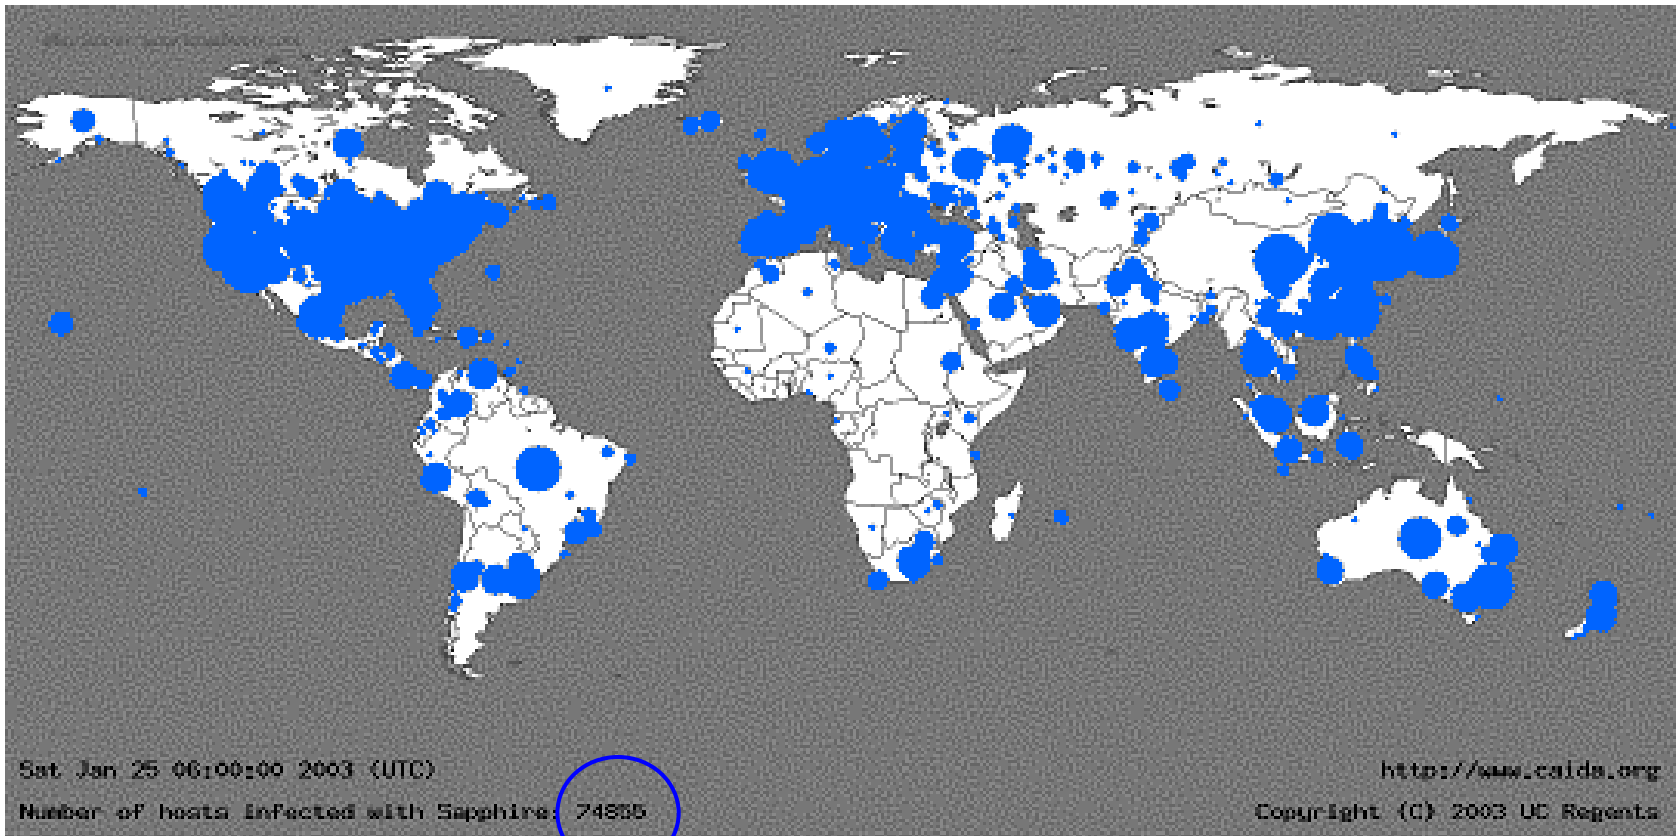 Sat Jan 25 06:00:00 2003 (UTC)
http://www.caida.org
Number of hosts infected with Sapphire: 74855
Copyright (C) 2003 UC Regents